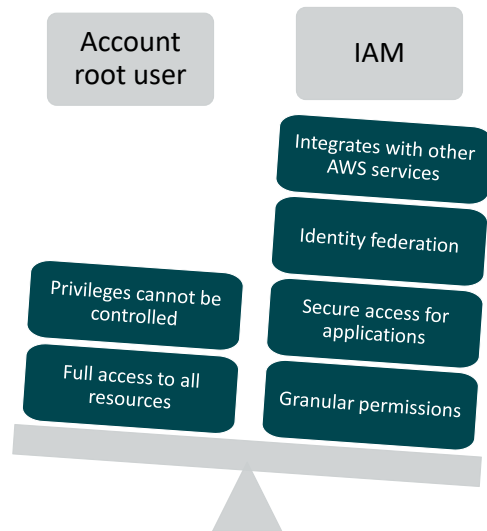 Account
root user
IAM
Integrates with other
AWS services
Identity federation
Privileges cannot be
controlled
Secure access for
applications
Full access to all
resources
Granular permissions